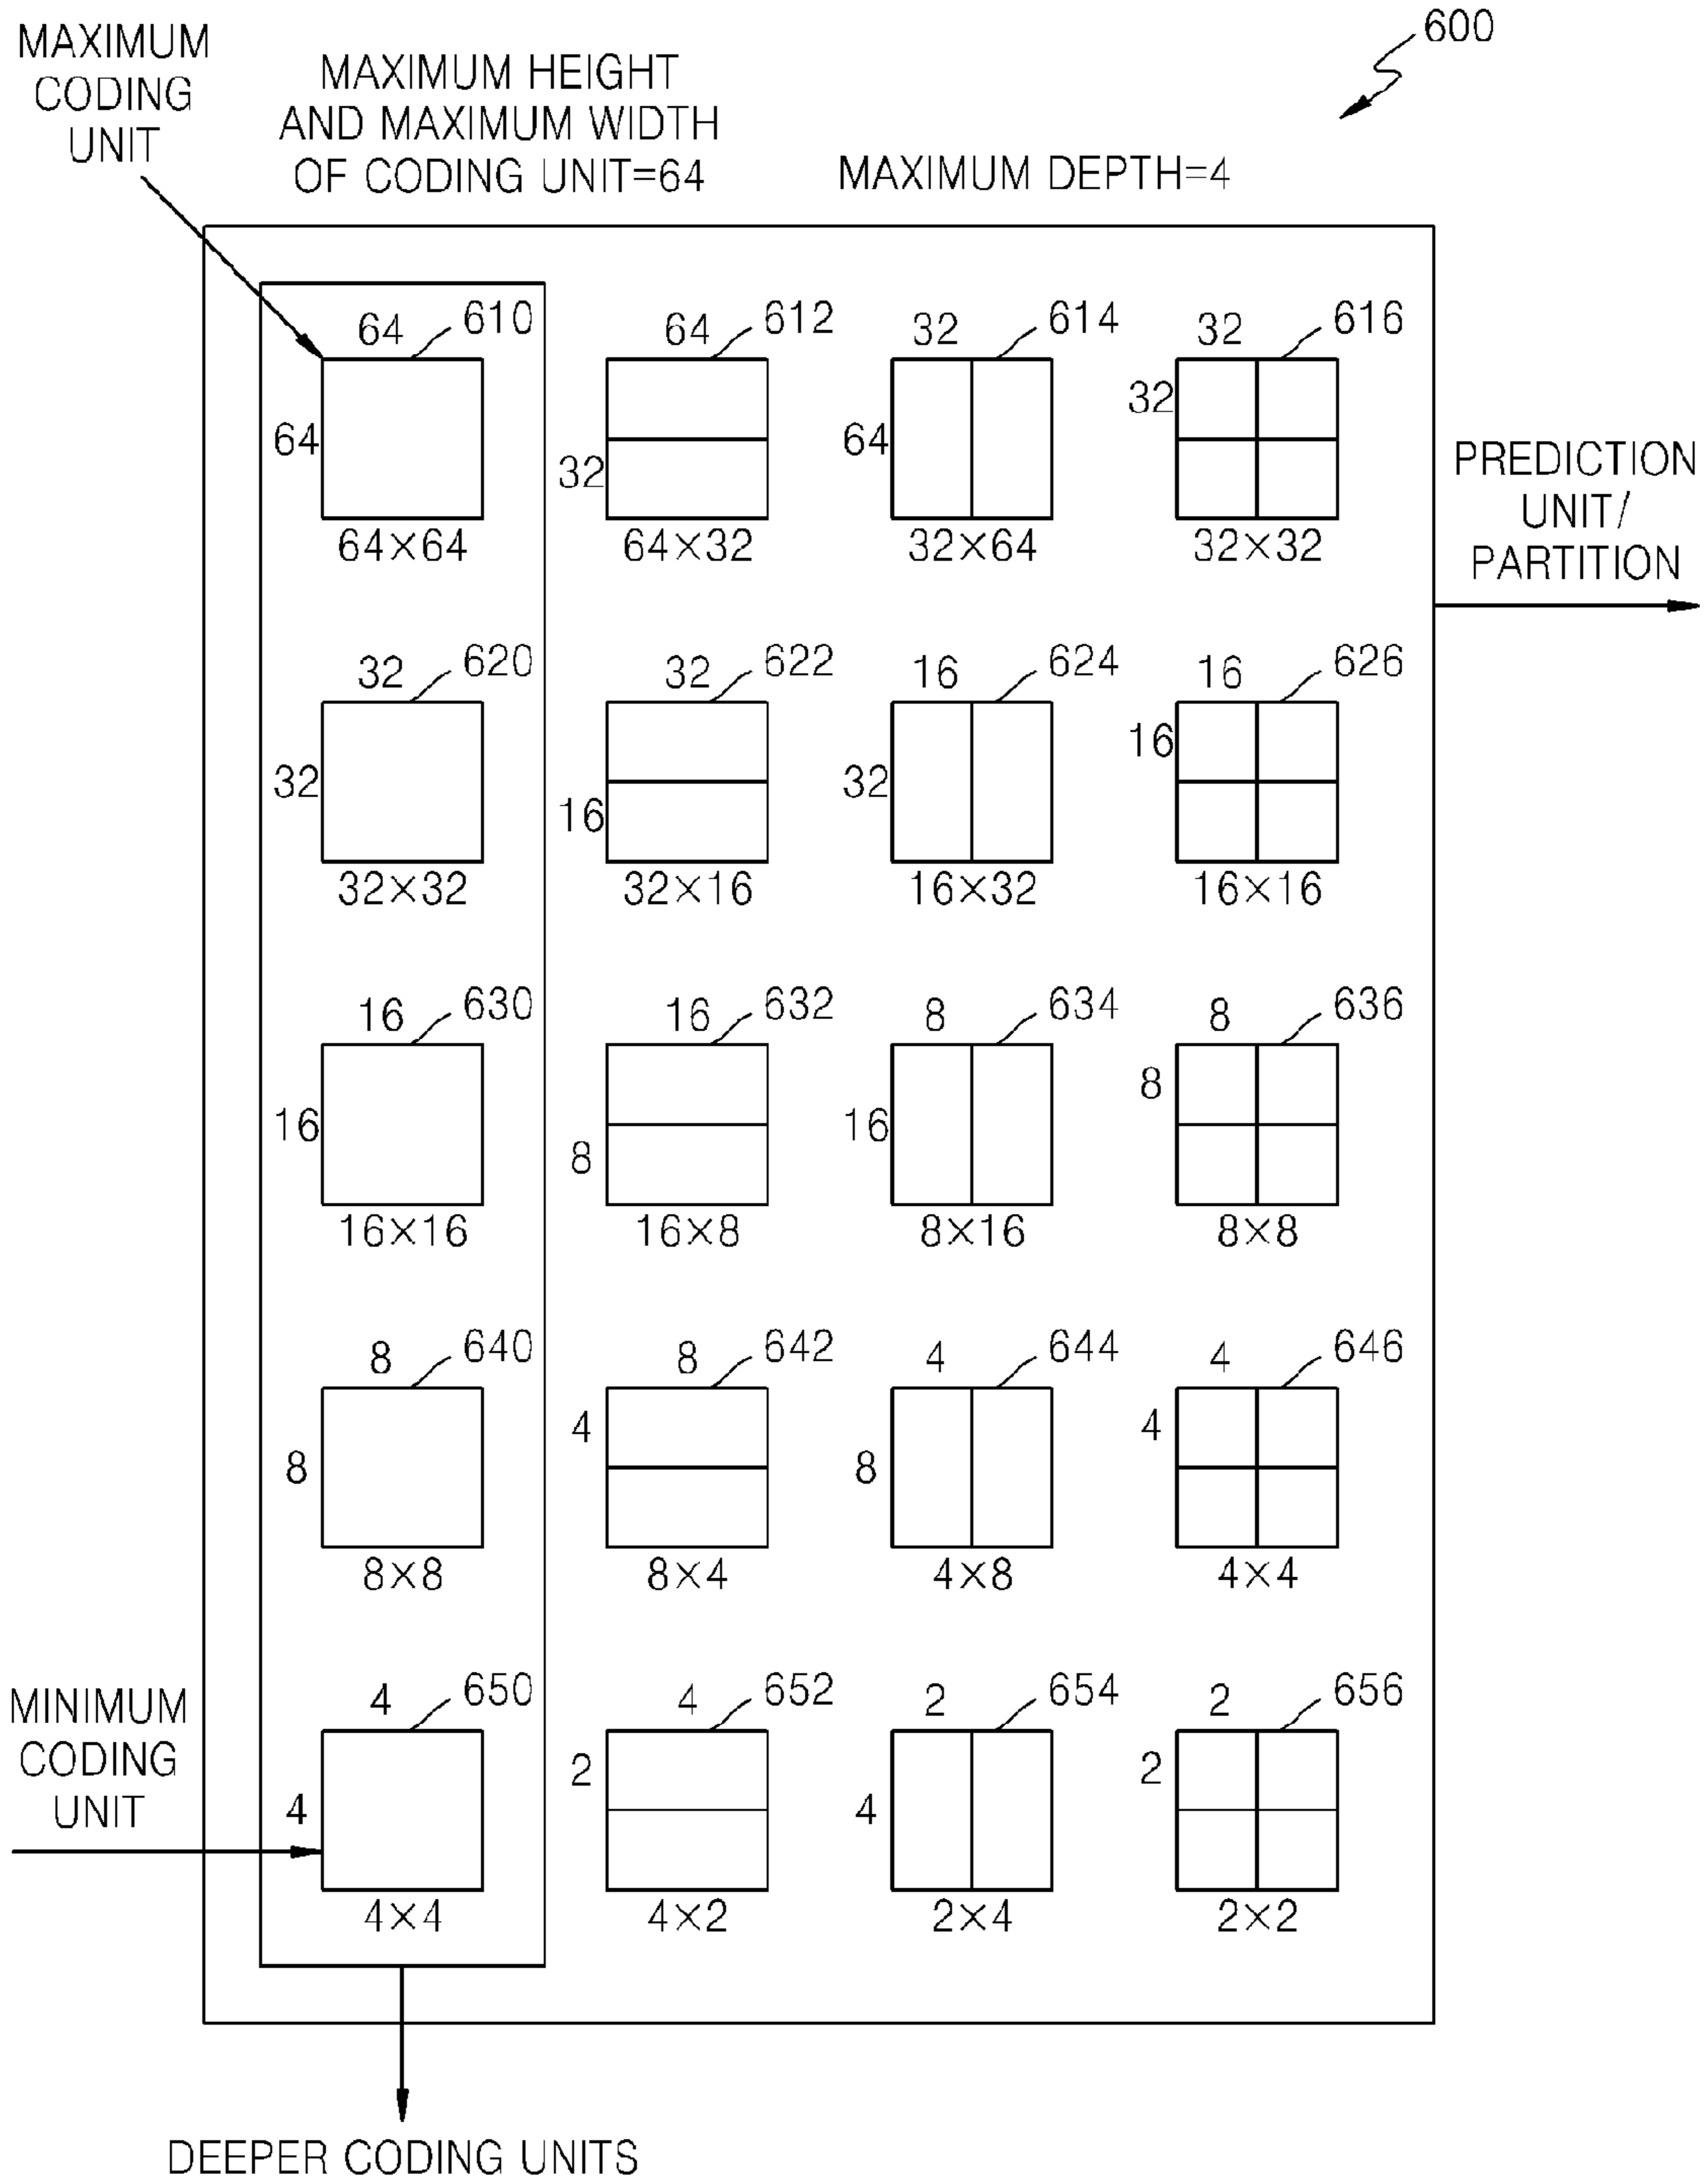 600
MAXIMUM
CODING
UNIT
MAXIMUM HEIGHT
AND MAXIMUM WIDTH
OF CODING UNIT=64
MAXIMUM DEPTH=4
64 610 64 612 32 614 32 616
64 32 64 32
64×64 64×32 32×64 32×32
PREDICTION
UNIT/
PARTITION
32 620 32 622 16 624 16 626
32 16 32 16
32×32 32×16 16×32 16×16
16 630 16 632 8 634 8 636
16 8 16 8
16×16 16×8 8×16 8×8
8 640 8 642 4 644 4 646
8 4 8 4
8×8 8×4 4×8 4×4
MINIMUM
CODING
UNIT
4 650 4 652 2 654 2 656
4 2 4 2
4×4 4×2 2×4 2×2
DEEPER CODING UNITS